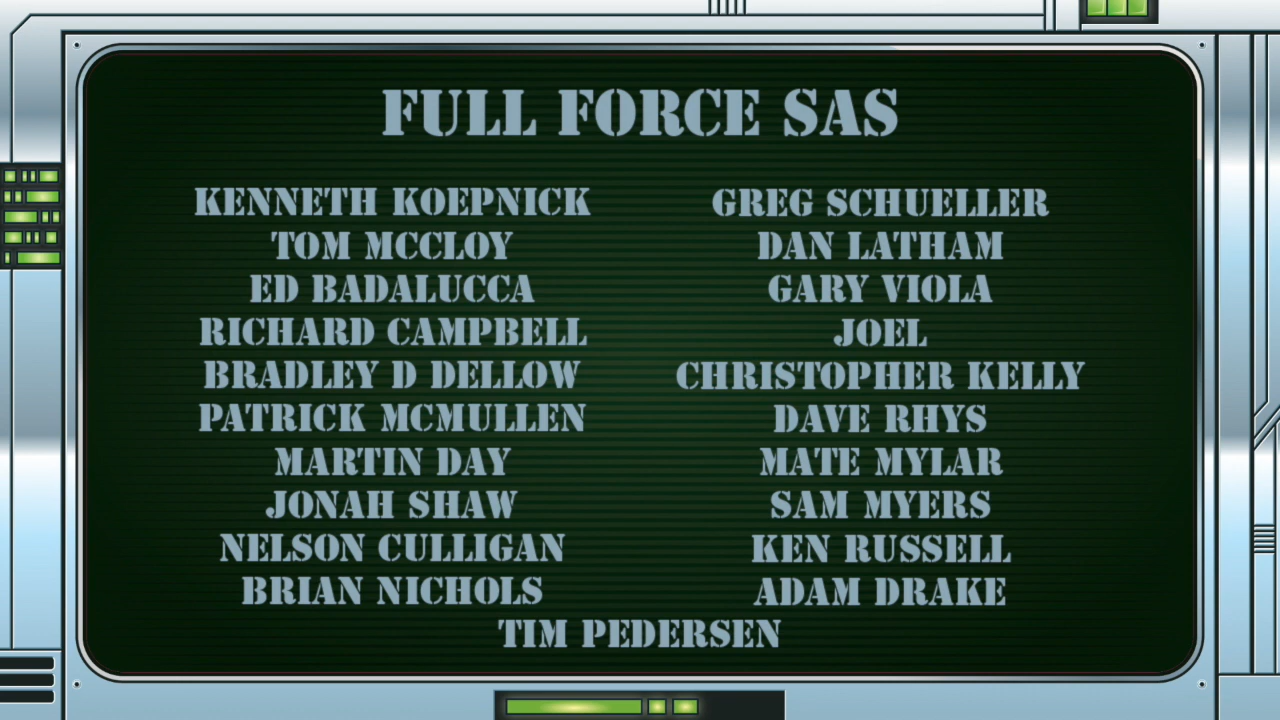 FULL FORCE SAS
KENNETH KOEPNICK
TOM MCCLOY
ED BADALUCCA
RICHARD CAMPBELL
BRADLEY D DELLOW
PATRICK MCMULLEN
MARTIN DAY
JONAH SHAW
NELSON CULLIGAN
BRIAN NICHOLS
GREG SCHUELLER
DAN LATHAM
GARY VIOLA
JOEL
CHRISTOPHER KELLY
DAVE RHYS
MATE MYLAR
SAM MYERS
KEN RUSSELL
ADAM DRAKE
TIM PEDERSEN